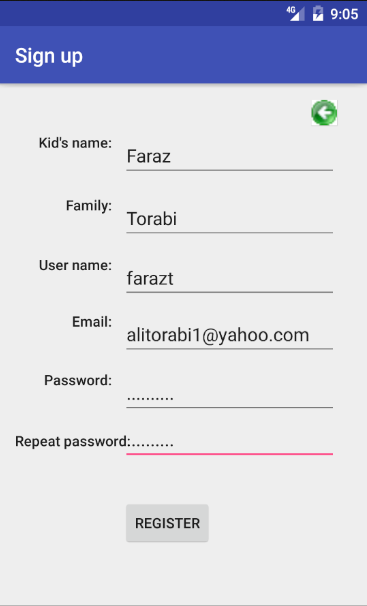 4G 9:05
Sign up
Kid's name: Faraz
Family: Torabi
User name: farazt
Email: alitorabi1@yahoo.com
Password: ..........
Repeat password: .........
REGISTER